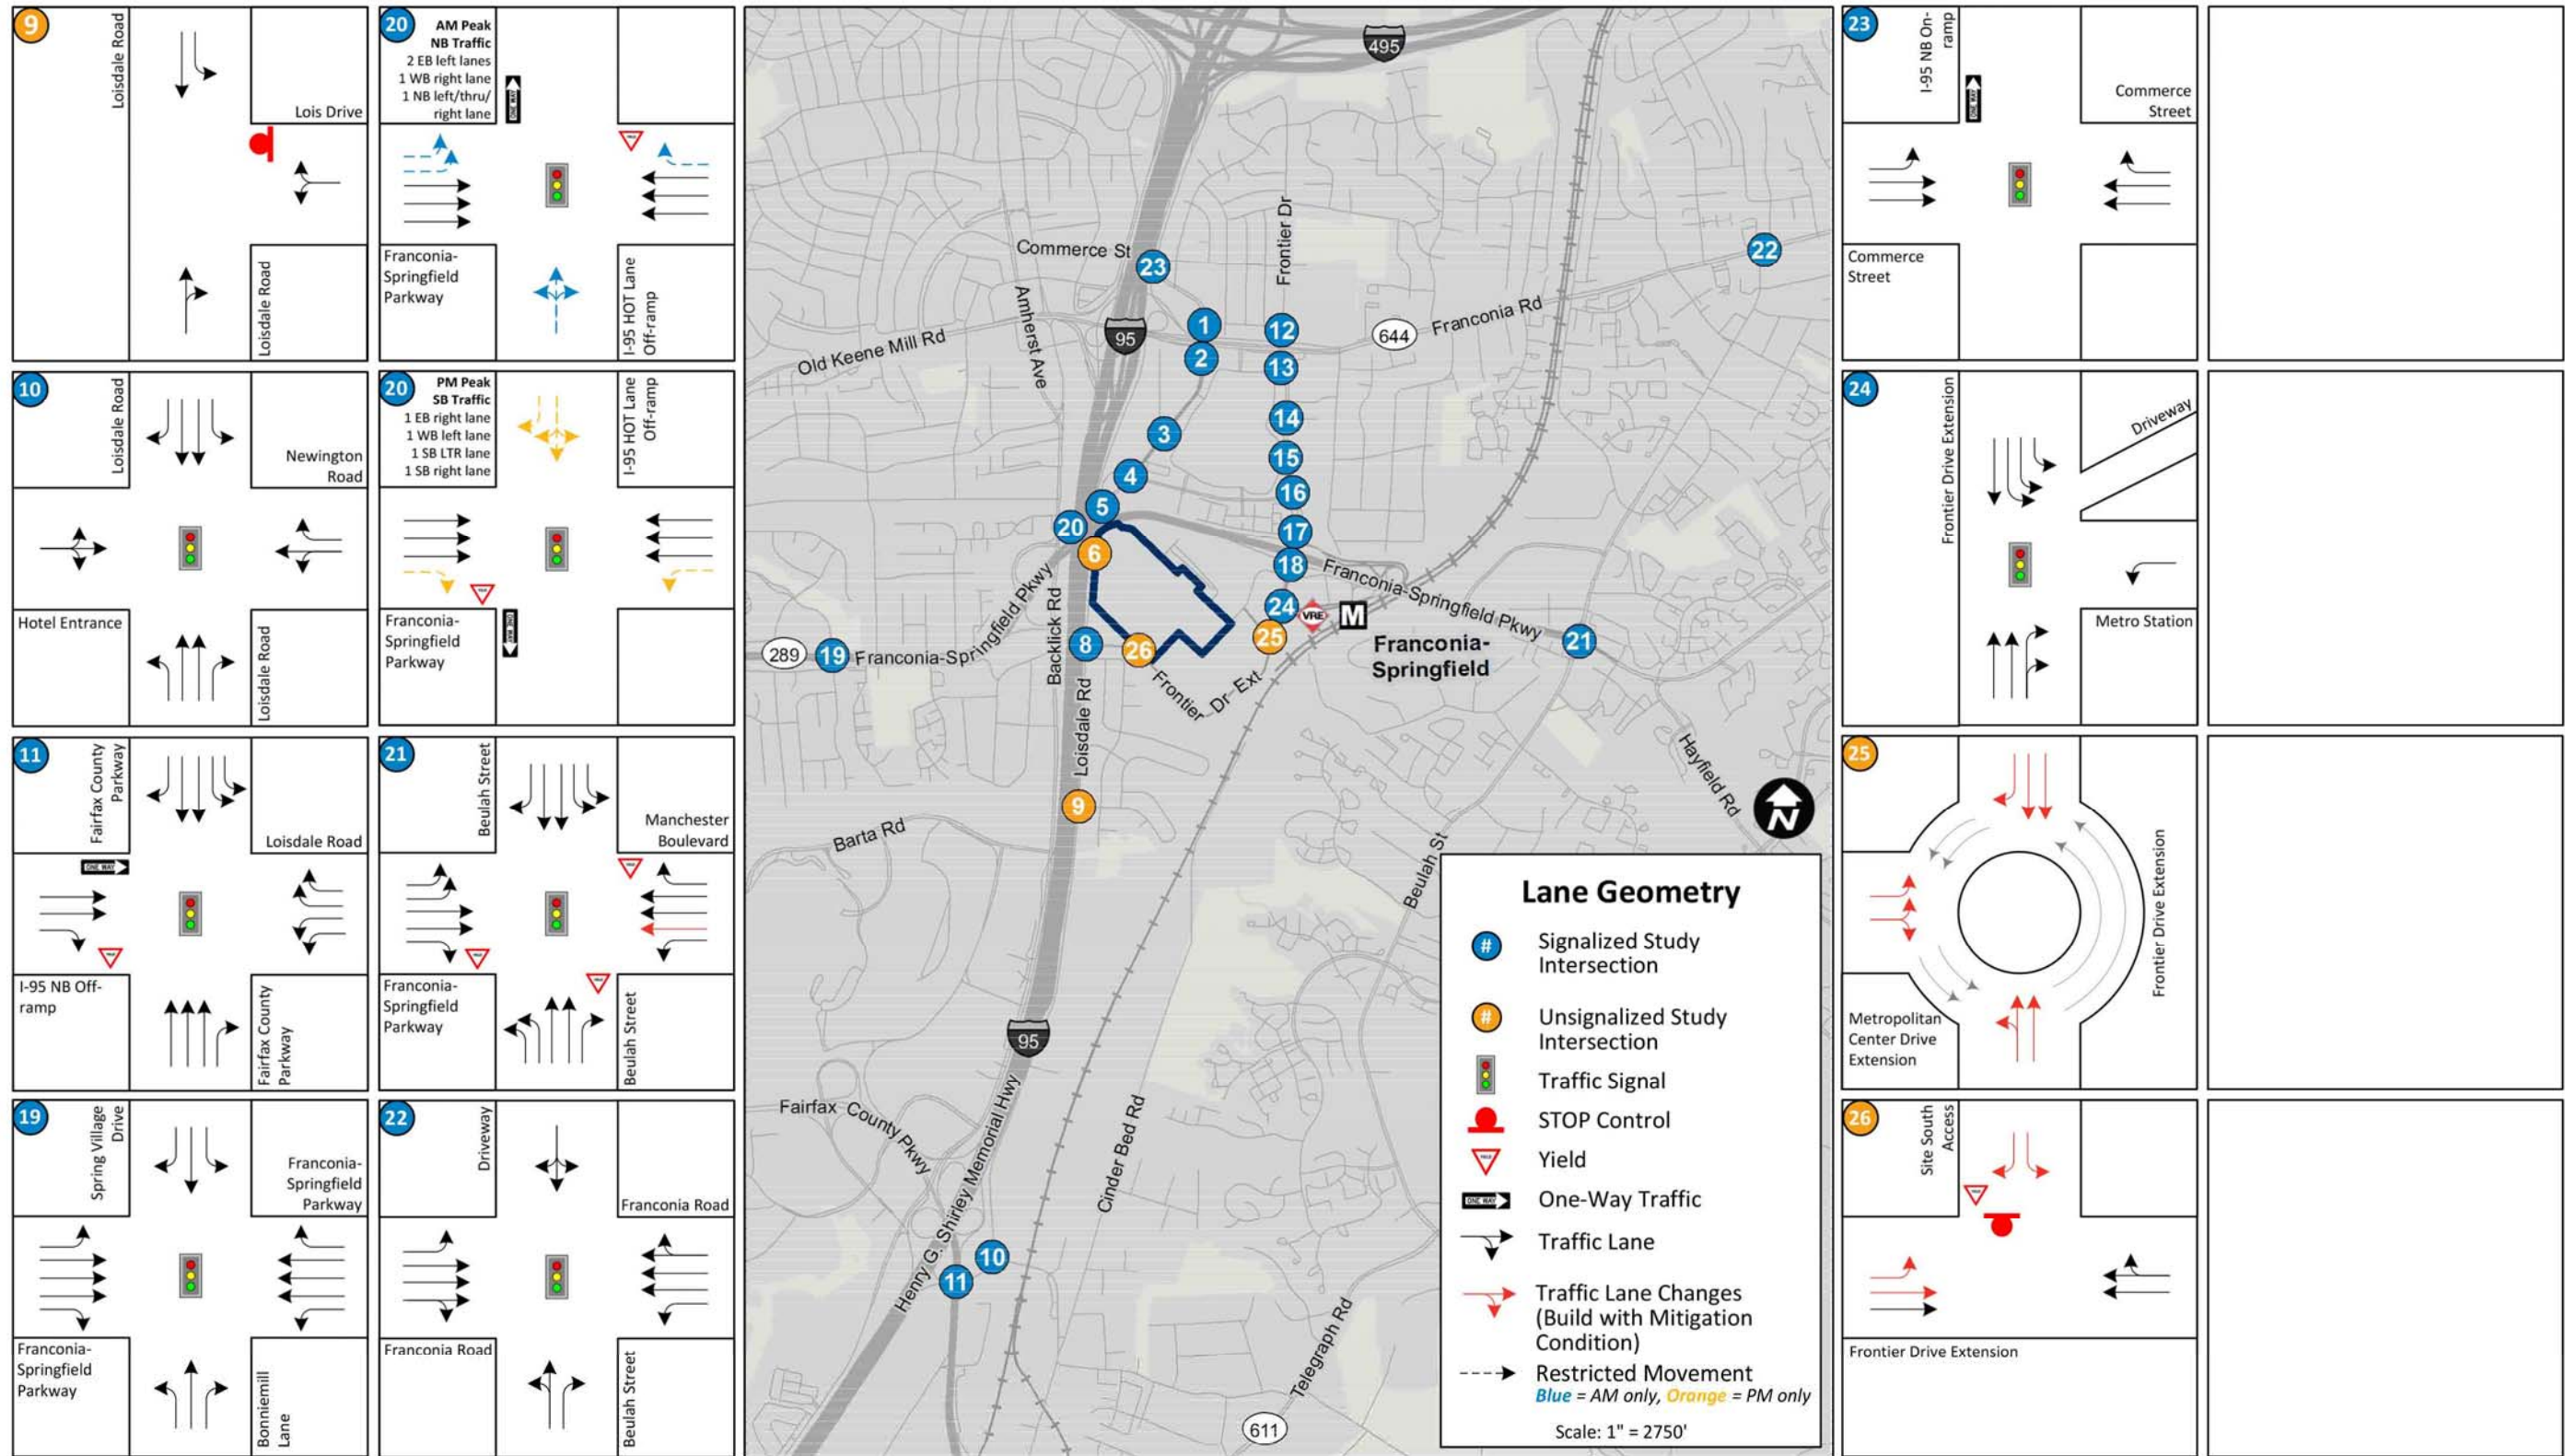 9
Loisdale Road
Lois Drive
Loisdale Road
20
AM Peak
NB Traffic
2 EB left lanes
1 WB right lane
1 NB left/thru/
right lane
ONE WAY
Franconia-
Springfield
Parkway
I-95 HOT Lane
Off-ramp
10
Loisdale Road
Newington
Road
Hotel Entrance
Loisdale Road
20
PM Peak
SB Traffic
1 EB right lane
1 WB left lane
1 SB LTR lane
1 SB right lane
I-95 HOT Lane
Off-ramp
Franconia-
Springfield
Parkway
ONE WAY
11
Fairfax County
Parkway
Loisdale Road
ONE WAY
I-95 NB Off-
ramp
Fairfax County
Parkway
21
Beulah Street
Manchester
Boulevard
Franconia-
Springfield
Parkway
Beulah Street
19
Spring Village
Drive
Franconia-
Springfield
Parkway
Franconia-
Springfield
Parkway
Bonniemill
Lane
22
Driveway
Franconia Road
Franconia Road
Beulah Street
495
Frontier Dr
Commerce St
23
22
Amherst Ave
1
12
95
644
Franconia Rd
Old Keene Mill Rd
2
13
14
3
15
4
16
5
20
17
6
18
Franconia-Springfield Pkwy
24
VRE
M
25
Franconia-
Springfield
21
Backlick Rd
8
26
289
19
Franconia-Springfield Pkwy
Frontier Dr Ext
Loisdale Rd
Hayfield Rd
N
9
Barta Rd
Beulah St
95
Fairfax County Pkwy
Henry G. Shirley Memorial Hwy
Cinder Bed Rd
10
11
Telegraph Rd
611
Lane Geometry
#
Signalized Study
Intersection
#
Unsignalized Study
Intersection
Traffic Signal
STOP Control
Yield
ONE WAY
One-Way Traffic
Traffic Lane
Traffic Lane Changes
(Build with Mitigation
Condition)
Restricted Movement
Blue = AM only, Orange = PM only
Scale: 1" = 2750'
23
I-95 NB On-
ramp
ONE WAY
Commerce
Street
Commerce
Street
24
Frontier Drive Extension
Driveway
Metro Station
25
Frontier Drive Extension
Metropolitan
Center Drive
Extension
26
Site South
Access
Frontier Drive Extension